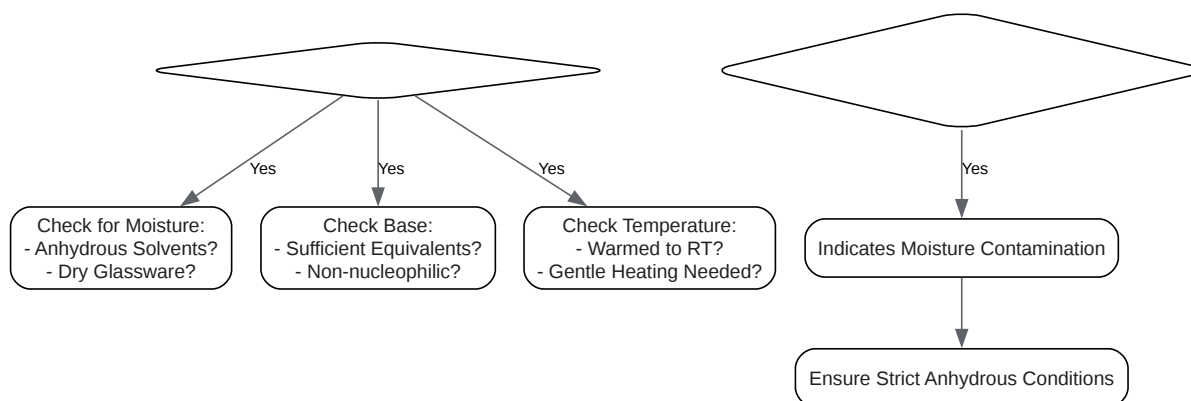 Yes
Yes
Yes
Yes
Check for Moisture:
- Anhydrous Solvents?
- Dry Glassware?
Check Base:
- Sufficient Equivalents?
- Non-nucleophilic?
Check Temperature:
- Warmed to RT?
- Gentle Heating Needed?
Indicates Moisture Contamination
Ensure Strict Anhydrous Conditions